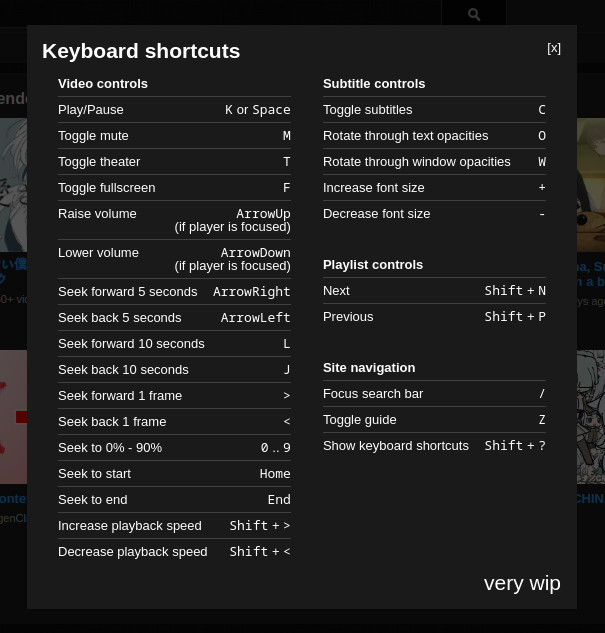 Keyboard shortcuts
[x]
Video controls
Play/Pause K or Space
Toggle mute M
Toggle theater T
Toggle fullscreen F
Raise volume ArrowUp
(if player is focused)
Lower volume ArrowDown
(if player is focused)
Seek forward 5 seconds ArrowRight
Seek back 5 seconds ArrowLeft
Seek forward 10 seconds L
Seek back 10 seconds J
Seek forward 1 frame >
Seek back 1 frame <
Seek to 0% - 90% 0 .. 9
Seek to start Home
Seek to end End
Increase playback speed Shift + >
Decrease playback speed Shift + <
Subtitle controls
Toggle subtitles C
Rotate through text opacities O
Rotate through window opacities W
Increase font size +
Decrease font size -
Playlist controls
Next Shift + N
Previous Shift + P
Site navigation
Focus search bar /
Toggle guide Z
Show keyboard shortcuts Shift + ?
very wip